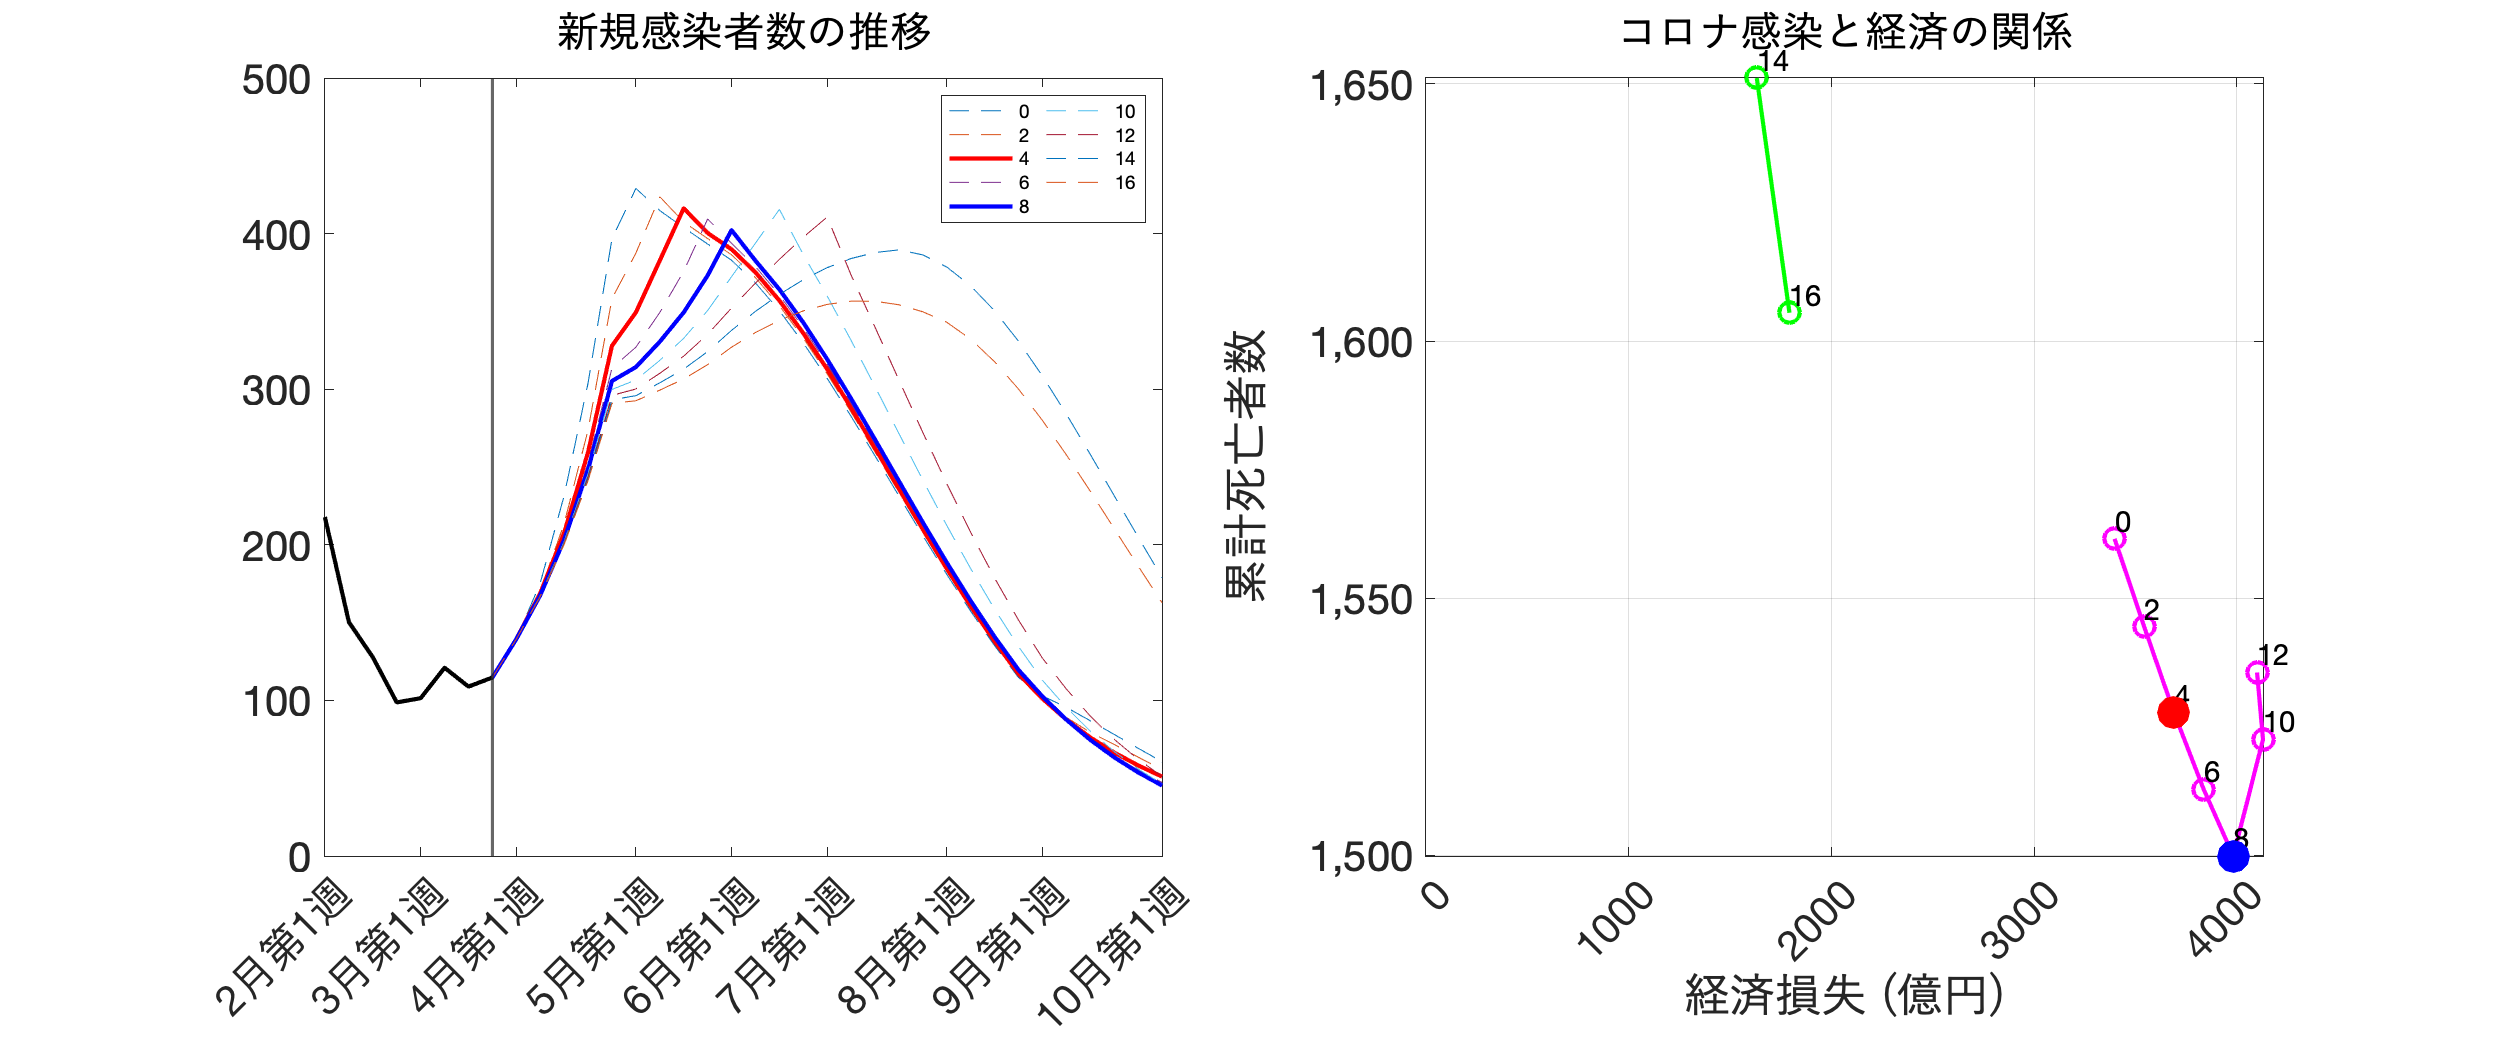 新規感染者数の推移
500
400
300
200
100
0
0
2
4
6
8
10
12
14
16
2月第1週
3月第1週
4月第1週
5月第1週
6月第1週
7月第1週
8月第1週
9月第1週
10月第1週
コロナ感染と経済の関係
累計死亡者数
1,650
1,600
1,550
1,500
14
16
0
2
4
6
8
12
10
0
1000
2000
3000
4000
経済損失 (億円)